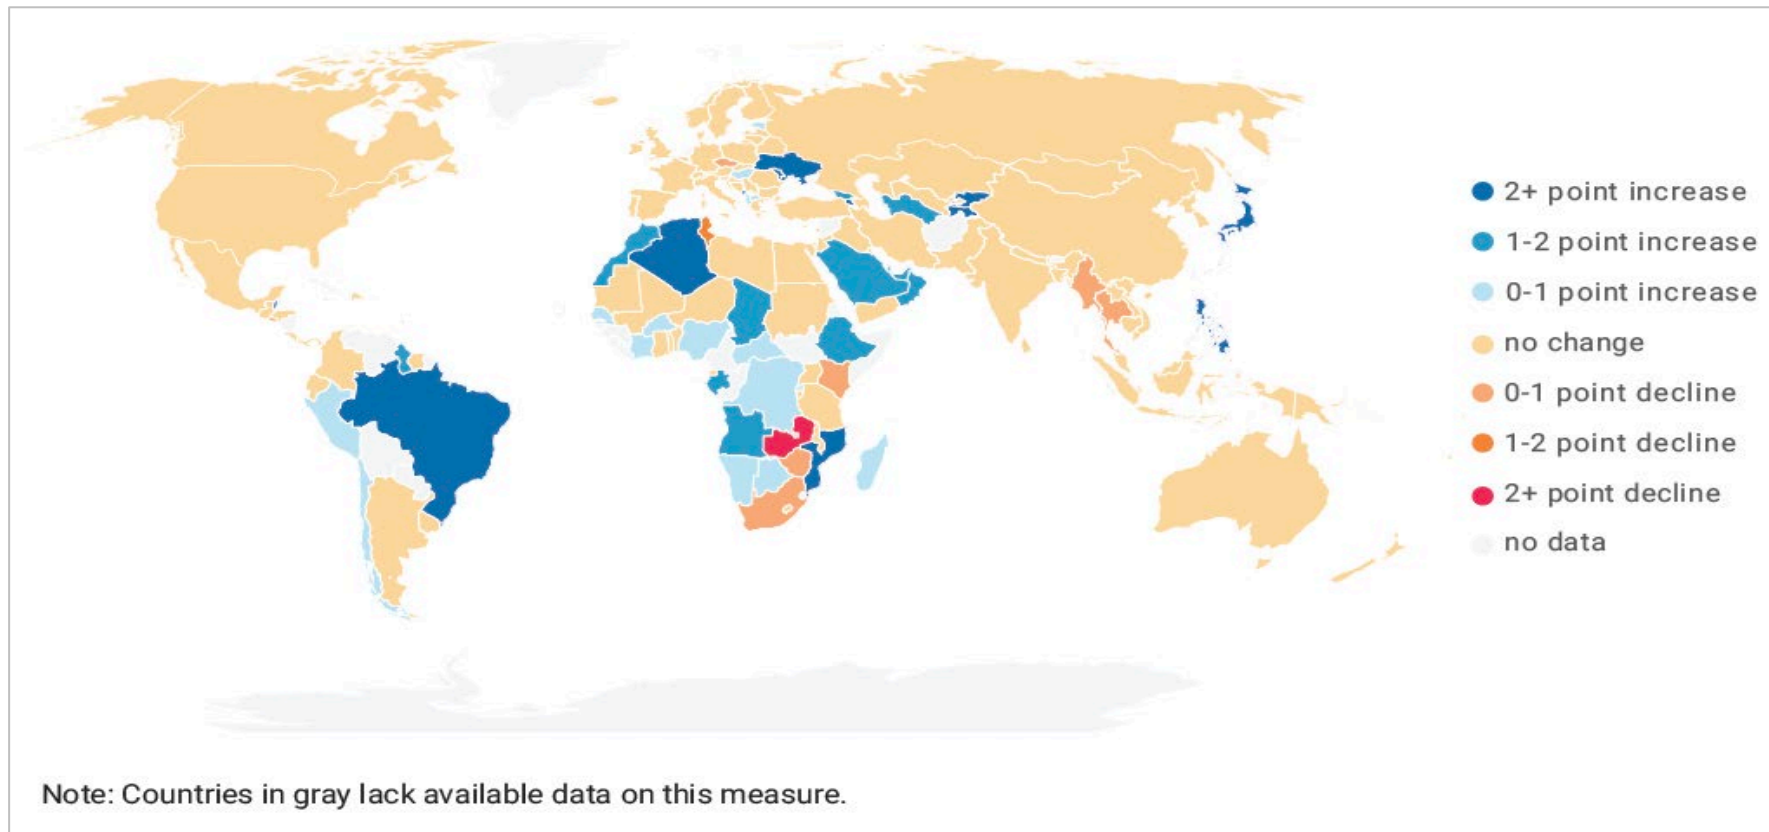 2+ point increase
1-2 point increase
0-1 point increase
no change
0-1 point decline
1-2 point decline
2+ point decline
no data
Note: Countries in gray lack available data on this measure.